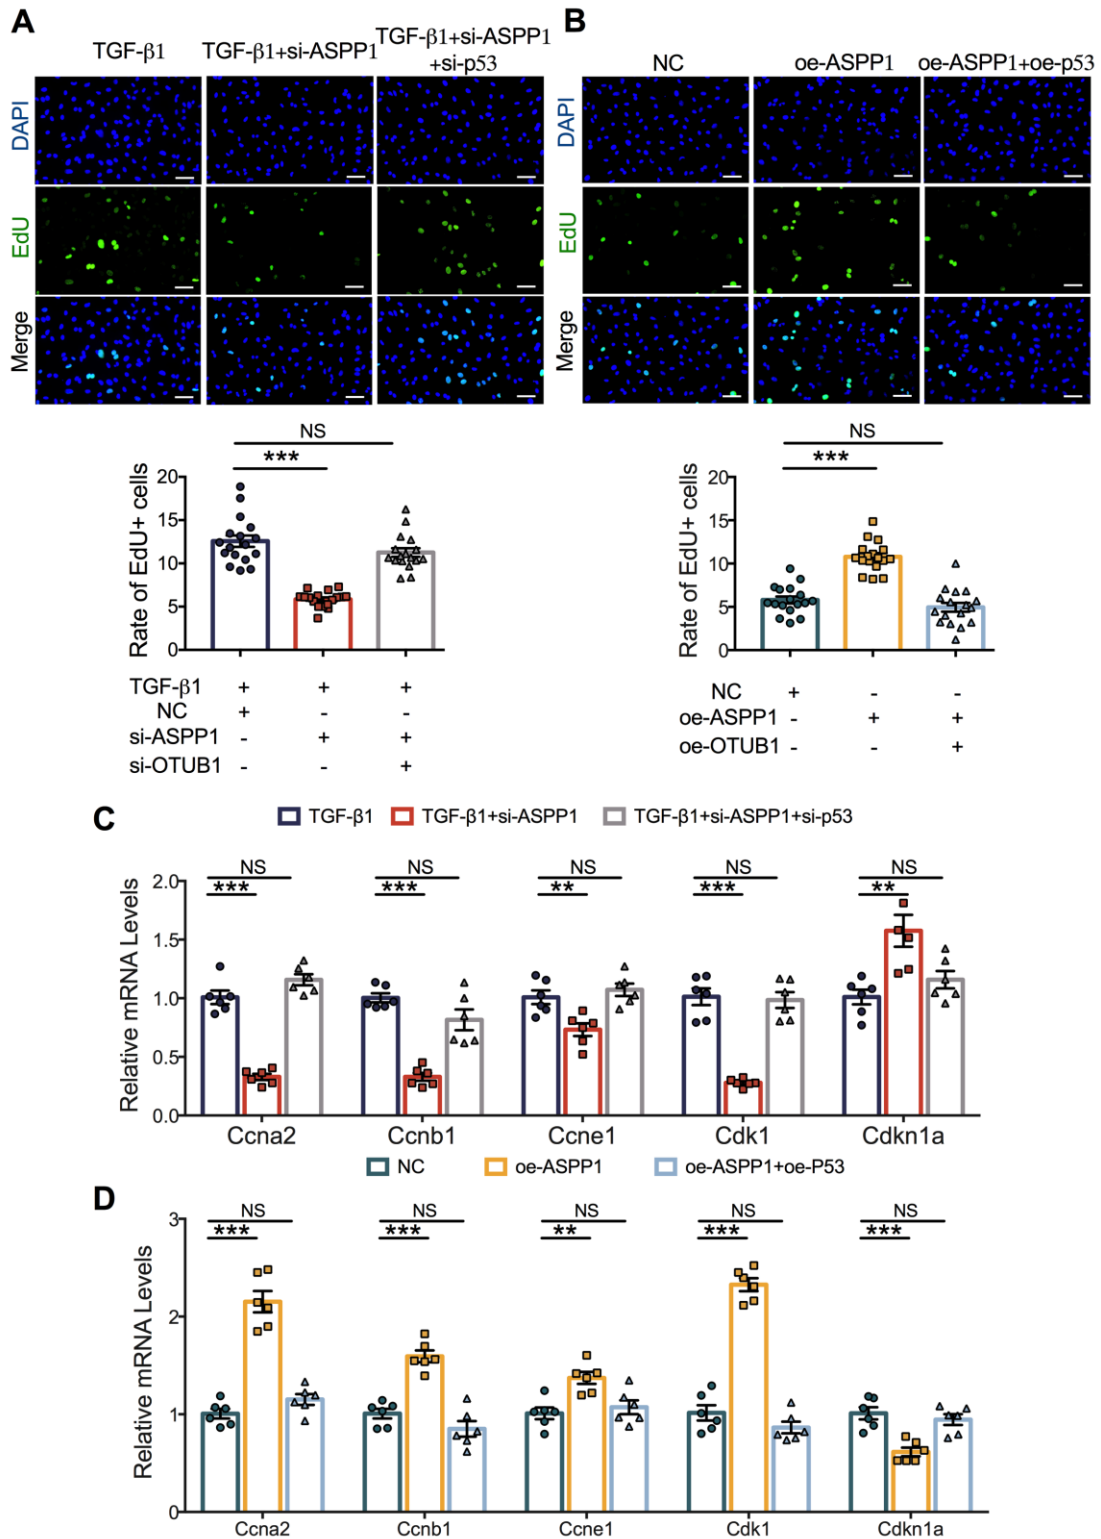 A
TGF-β1
TGF-β1+si-ASPP1
TGF-β1+si-ASPP1
+si-p53
DAPI
EdU
Merge
NS
***
Rate of EdU+ cells
20
15
10
5
0
TGF-β1 + + +
NC + - -
si-ASPP1 - + +
si-OTUB1 - - +
B
NC
oe-ASPP1
oe-ASPP1+oe-p53
DAPI
EdU
Merge
NS
***
Rate of EdU+ cells
20
15
10
5
0
NC + - -
oe-ASPP1 - + +
oe-OTUB1 - - +
C
TGF-β1 TGF-β1+si-ASPP1 TGF-β1+si-ASPP1+si-p53
NS NS NS NS NS
*** *** ** *** **
Relative mRNA Levels
2.0
1.5
1.0
0.5
0.0
Ccna2 Ccnb1 Ccne1 Cdk1 Cdkn1a
D
NC oe-ASPP1 oe-ASPP1+oe-P53
NS NS NS NS NS
*** *** ** *** ***
Relative mRNA Levels
3
2
1
0
Ccna2 Ccnb1 Ccne1 Cdk1 Cdkn1a